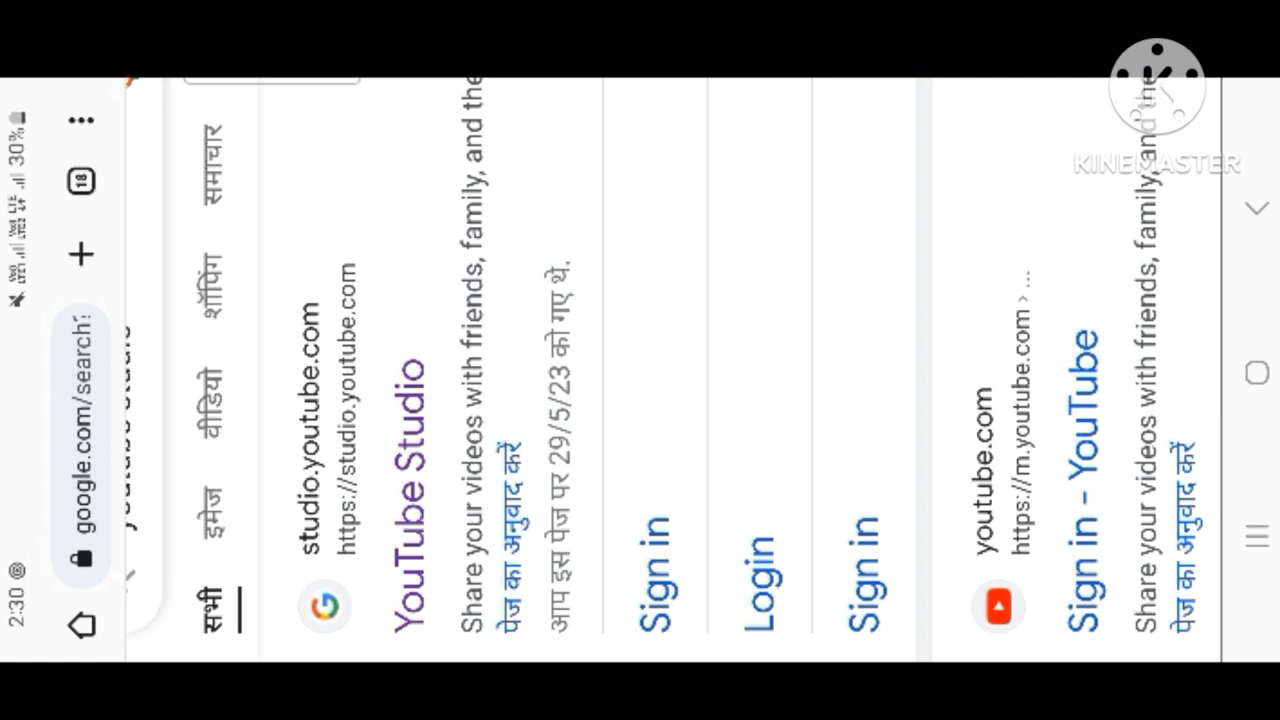 2:30 30%
google.com/search?
18
सभी इमेज वीडियो शॉपिंग समाचार
studio.youtube.com
https://studio.youtube.com
YouTube Studio
Share your videos with friends, family, and the
पेज का अनुवाद करें
आप इस पेज पर 29/5/23 को गए थे.
Sign in
Login
Sign in
youtube.com
https://m.youtube.com › ...
Sign in - YouTube
Share your videos with friends, family, and the
पेज का अनुवाद करें
KINEMASTER